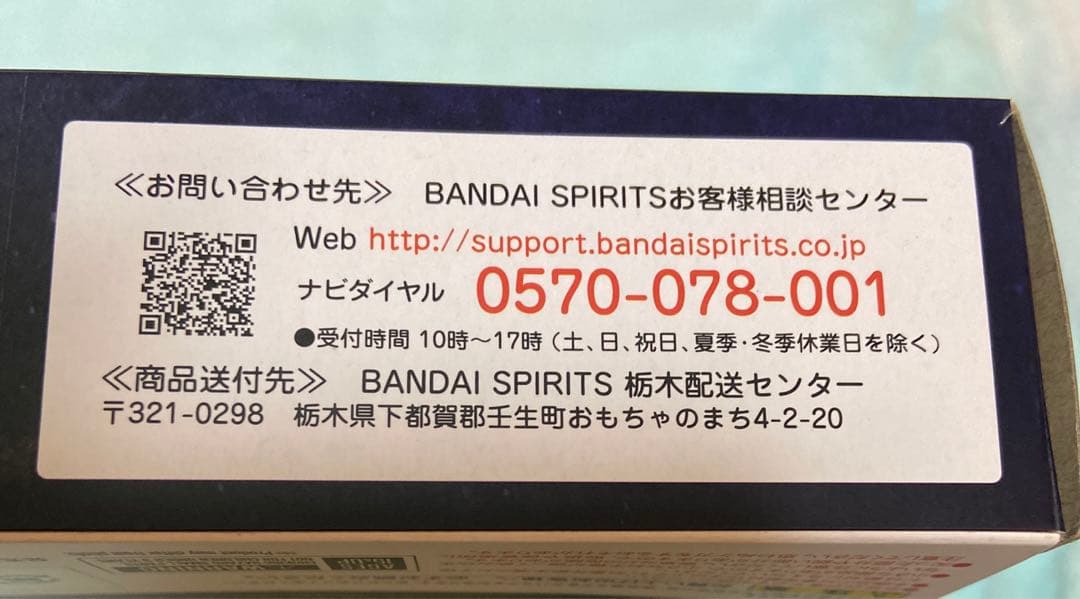 ≪お問い合わせ先≫ BANDAI SPIRITSお客様相談センター
Web http://support.bandaispirits.co.jp
ナビダイヤル 0570-078-001
●受付時間 10時～17時（土、日、祝日、夏季・冬季休業日を除く）
≪商品送付先≫ BANDAI SPIRITS 栃木配送センター
〒321-0298 栃木県下都賀郡壬生町おもちゃのまち4-2-20